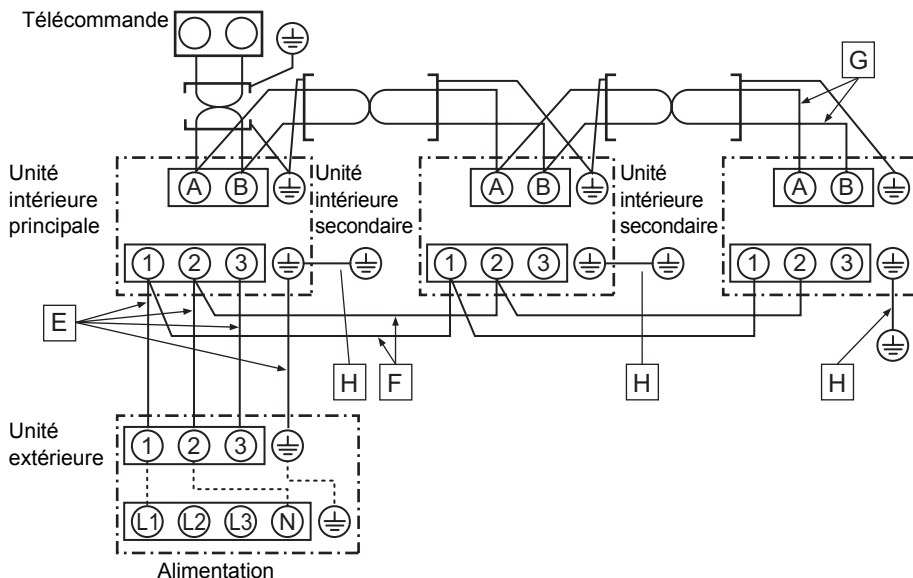 Télécommande
G
Unité
intérieure
principale
A B
Unité
intérieure
secondaire
A B
Unité
intérieure
secondaire
A B
1 2 3
1 2 3
1 2 3
E
H
F
H
H
Unité
extérieure
1 2 3
L1 L2 L3 N
Alimentation